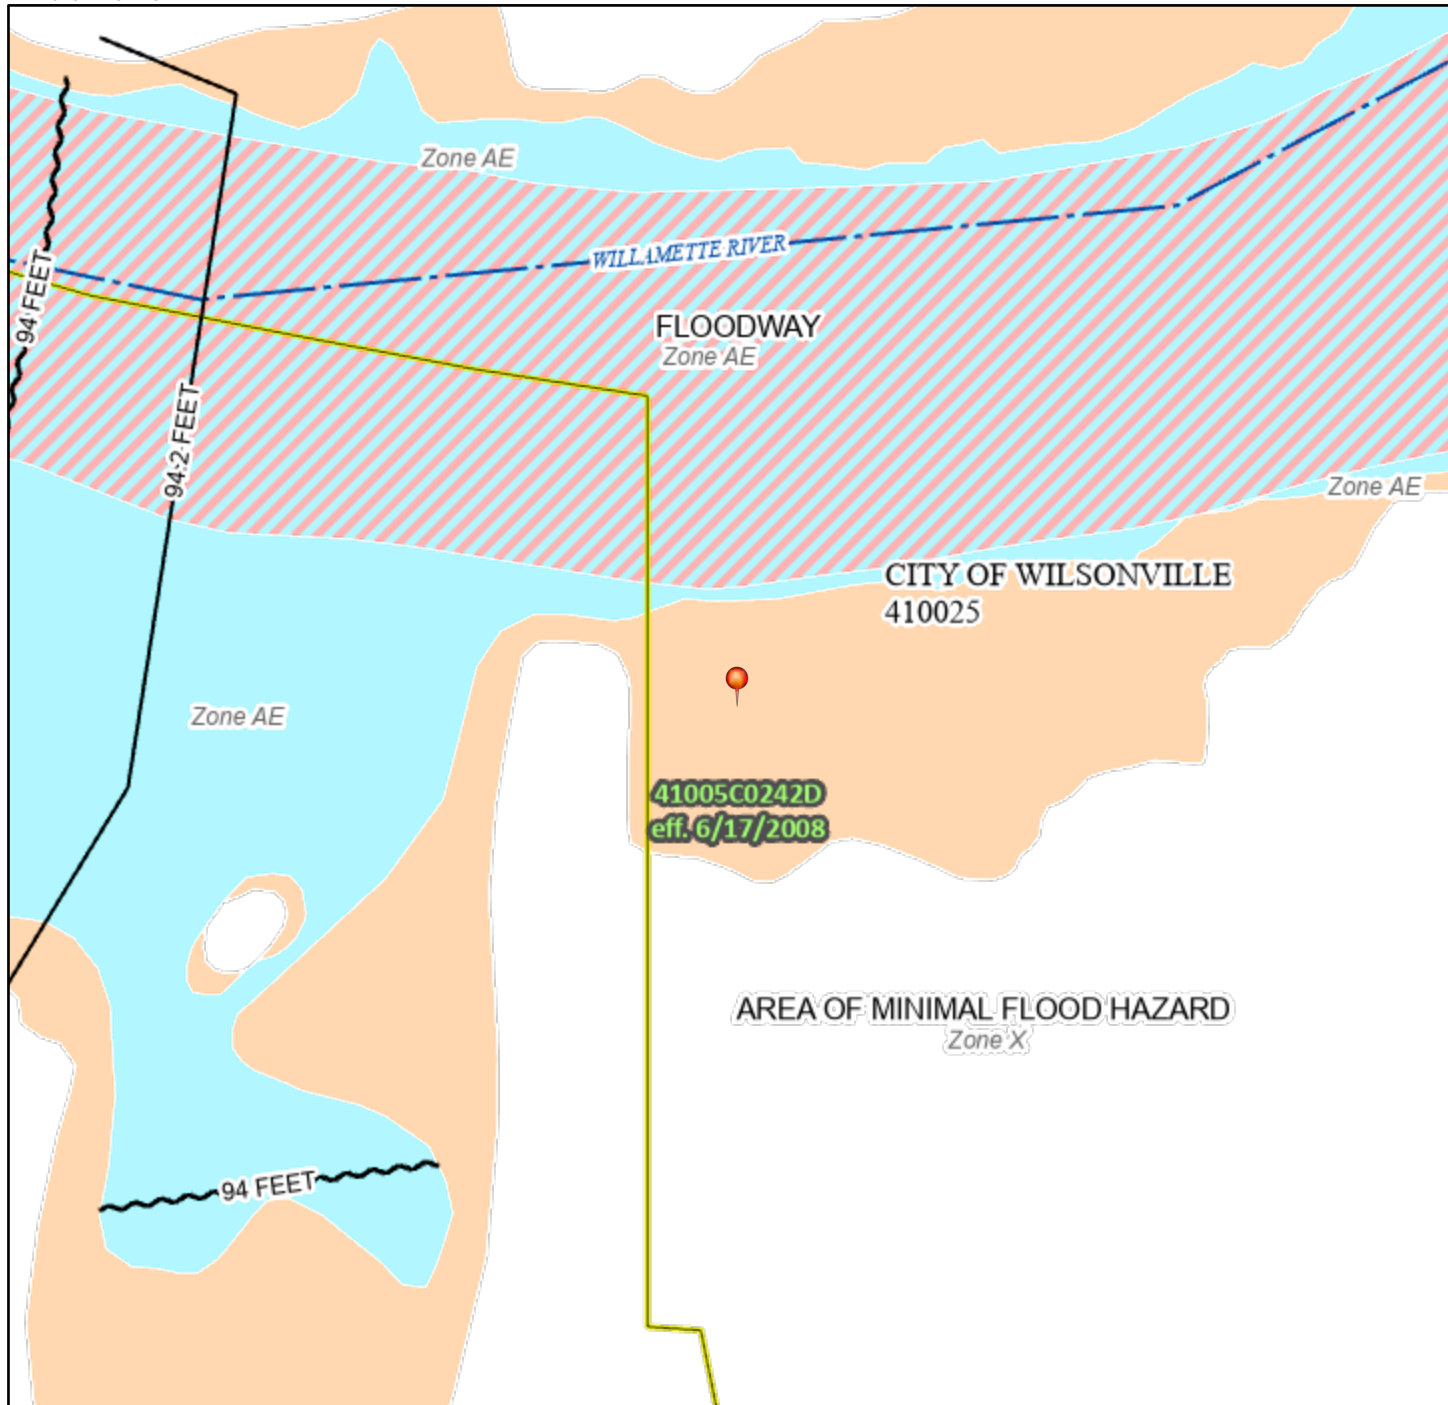 Zone AE
WILLAMETTE RIVER
94 FEET
FLOODWAY
Zone AE
94.2 FEET
Zone AE
CITY OF WILSONVILLE
410025
Zone AE
41005C0242D
eff. 6/17/2008
AREA OF MINIMAL FLOOD HAZARD
Zone X
94 FEET